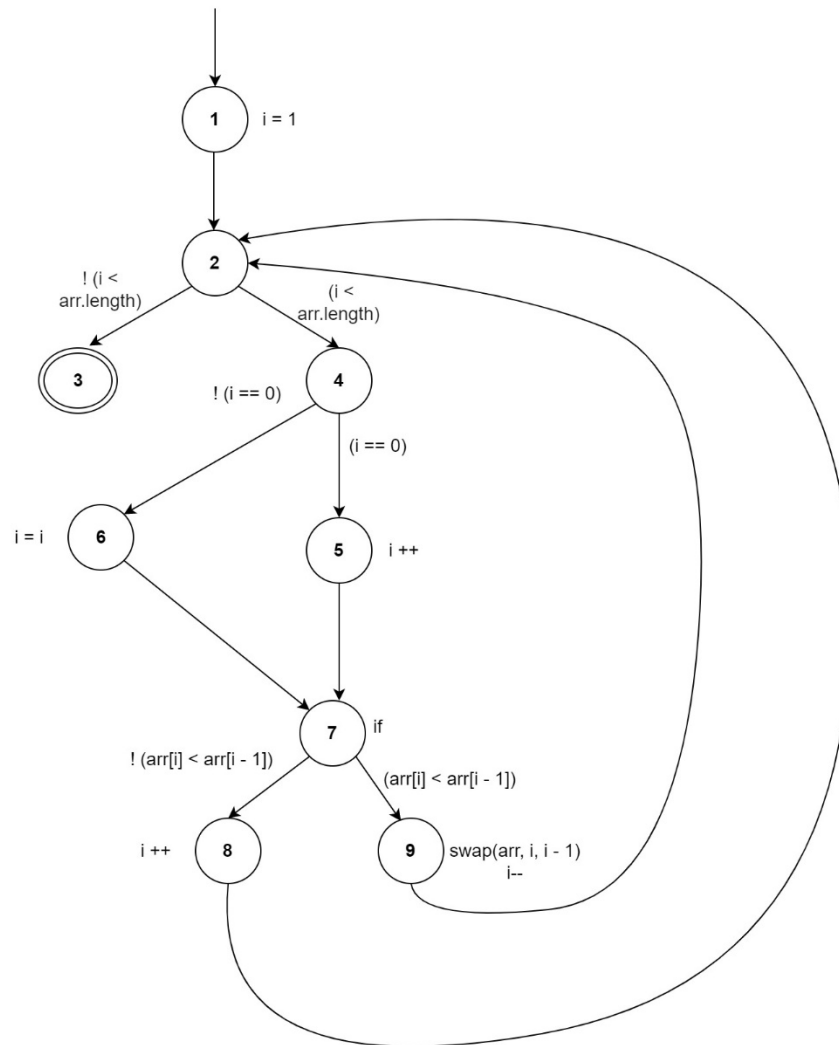 1
i = 1
2
! (i <
arr.length)
(i <
arr.length)
3
4
! (i == 0)
(i == 0)
i = i
6
5
i ++
7
if
! (arr[i] < arr[i - 1])
(arr[i] < arr[i - 1])
i ++
8
9
swap(arr, i, i - 1)
i--